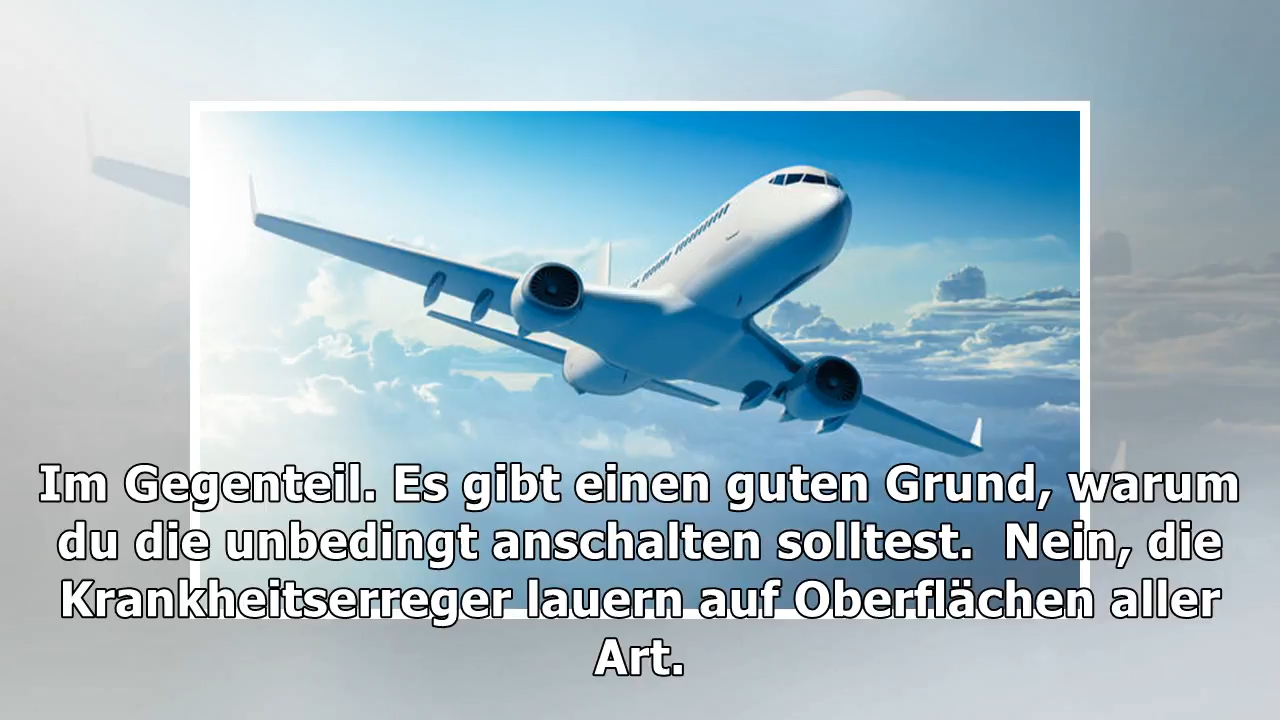 Im Gegenteil. Es gibt einen guten Grund, warum
du die unbedingt anschalten solltest.  Nein, die
Krankheitserreger lauern auf Oberflächen aller
Art.